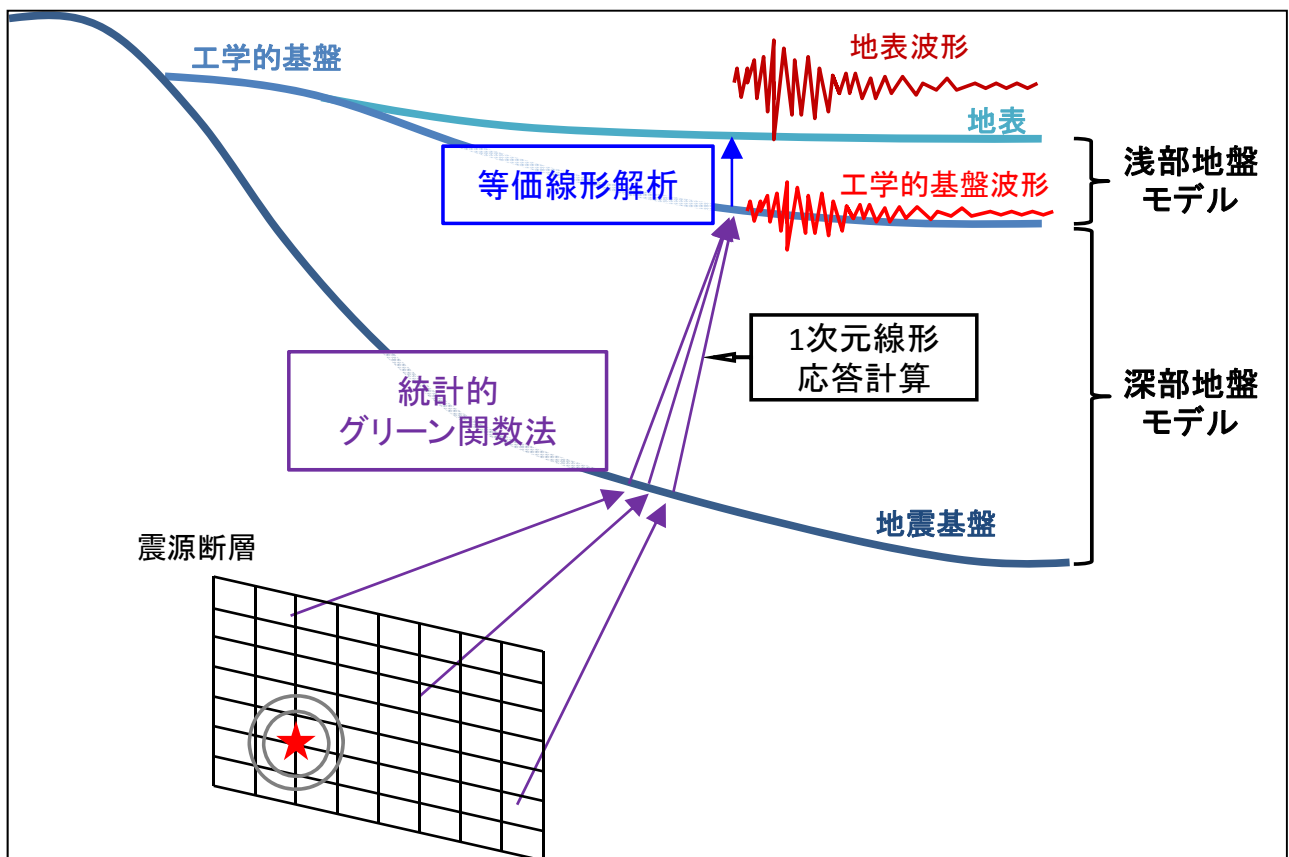 工学的基盤
地表波形
地表
等価線形解析
工学的基盤波形
浅部地盤
モデル
1次元線形
応答計算
統計的
グリーン関数法
深部地盤
モデル
地震基盤
震源断層